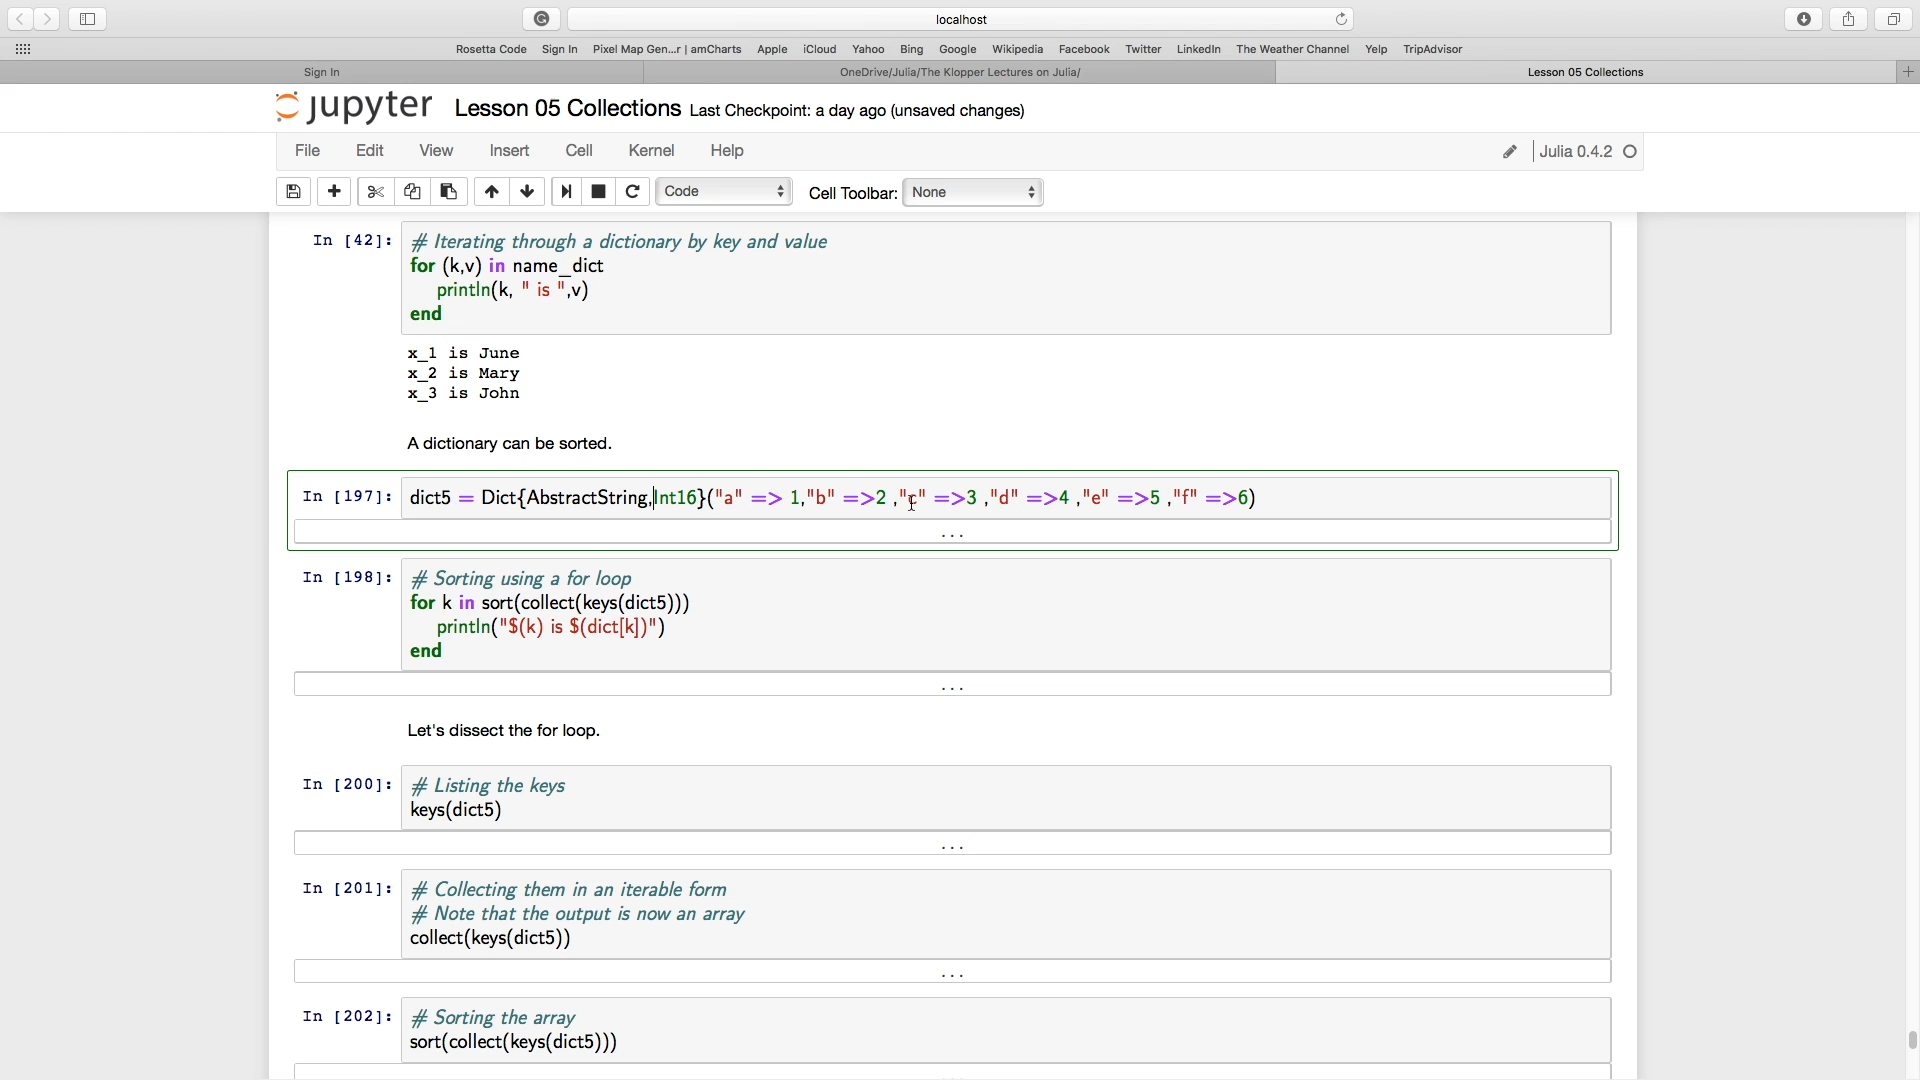 localhost
Rosetta Code Sign In Pixel Map Gen...r | amCharts Apple iCloud Yahoo Bing Google Wikipedia Facebook Twitter LinkedIn The Weather Channel Yelp TripAdvisor
Sign In OneDrive/Julia/The Klopper Lectures on Julia/ Lesson 05 Collections
jupyter Lesson 05 Collections Last Checkpoint: a day ago (unsaved changes)
File Edit View Insert Cell Kernel Help Julia 0.4.2
Code Cell Toolbar: None
In [42]: # Iterating through a dictionary by key and value
for (k,v) in name_dict
println(k, " is ",v)
end
x_1 is June
x_2 is Mary
x_3 is John
A dictionary can be sorted.
In [197]: dict5 = Dict{AbstractString,Int16}("a" => 1,"b" =>2 ,"c" =>3 ,"d" =>4 ,"e" =>5 ,"f" =>6)
...
In [198]: # Sorting using a for loop
for k in sort(collect(keys(dict5)))
println("$(k) is $(dict[k])")
end
...
Let's dissect the for loop.
In [200]: # Listing the keys
keys(dict5)
...
In [201]: # Collecting them in an iterable form
# Note that the output is now an array
collect(keys(dict5))
...
In [202]: # Sorting the array
sort(collect(keys(dict5)))